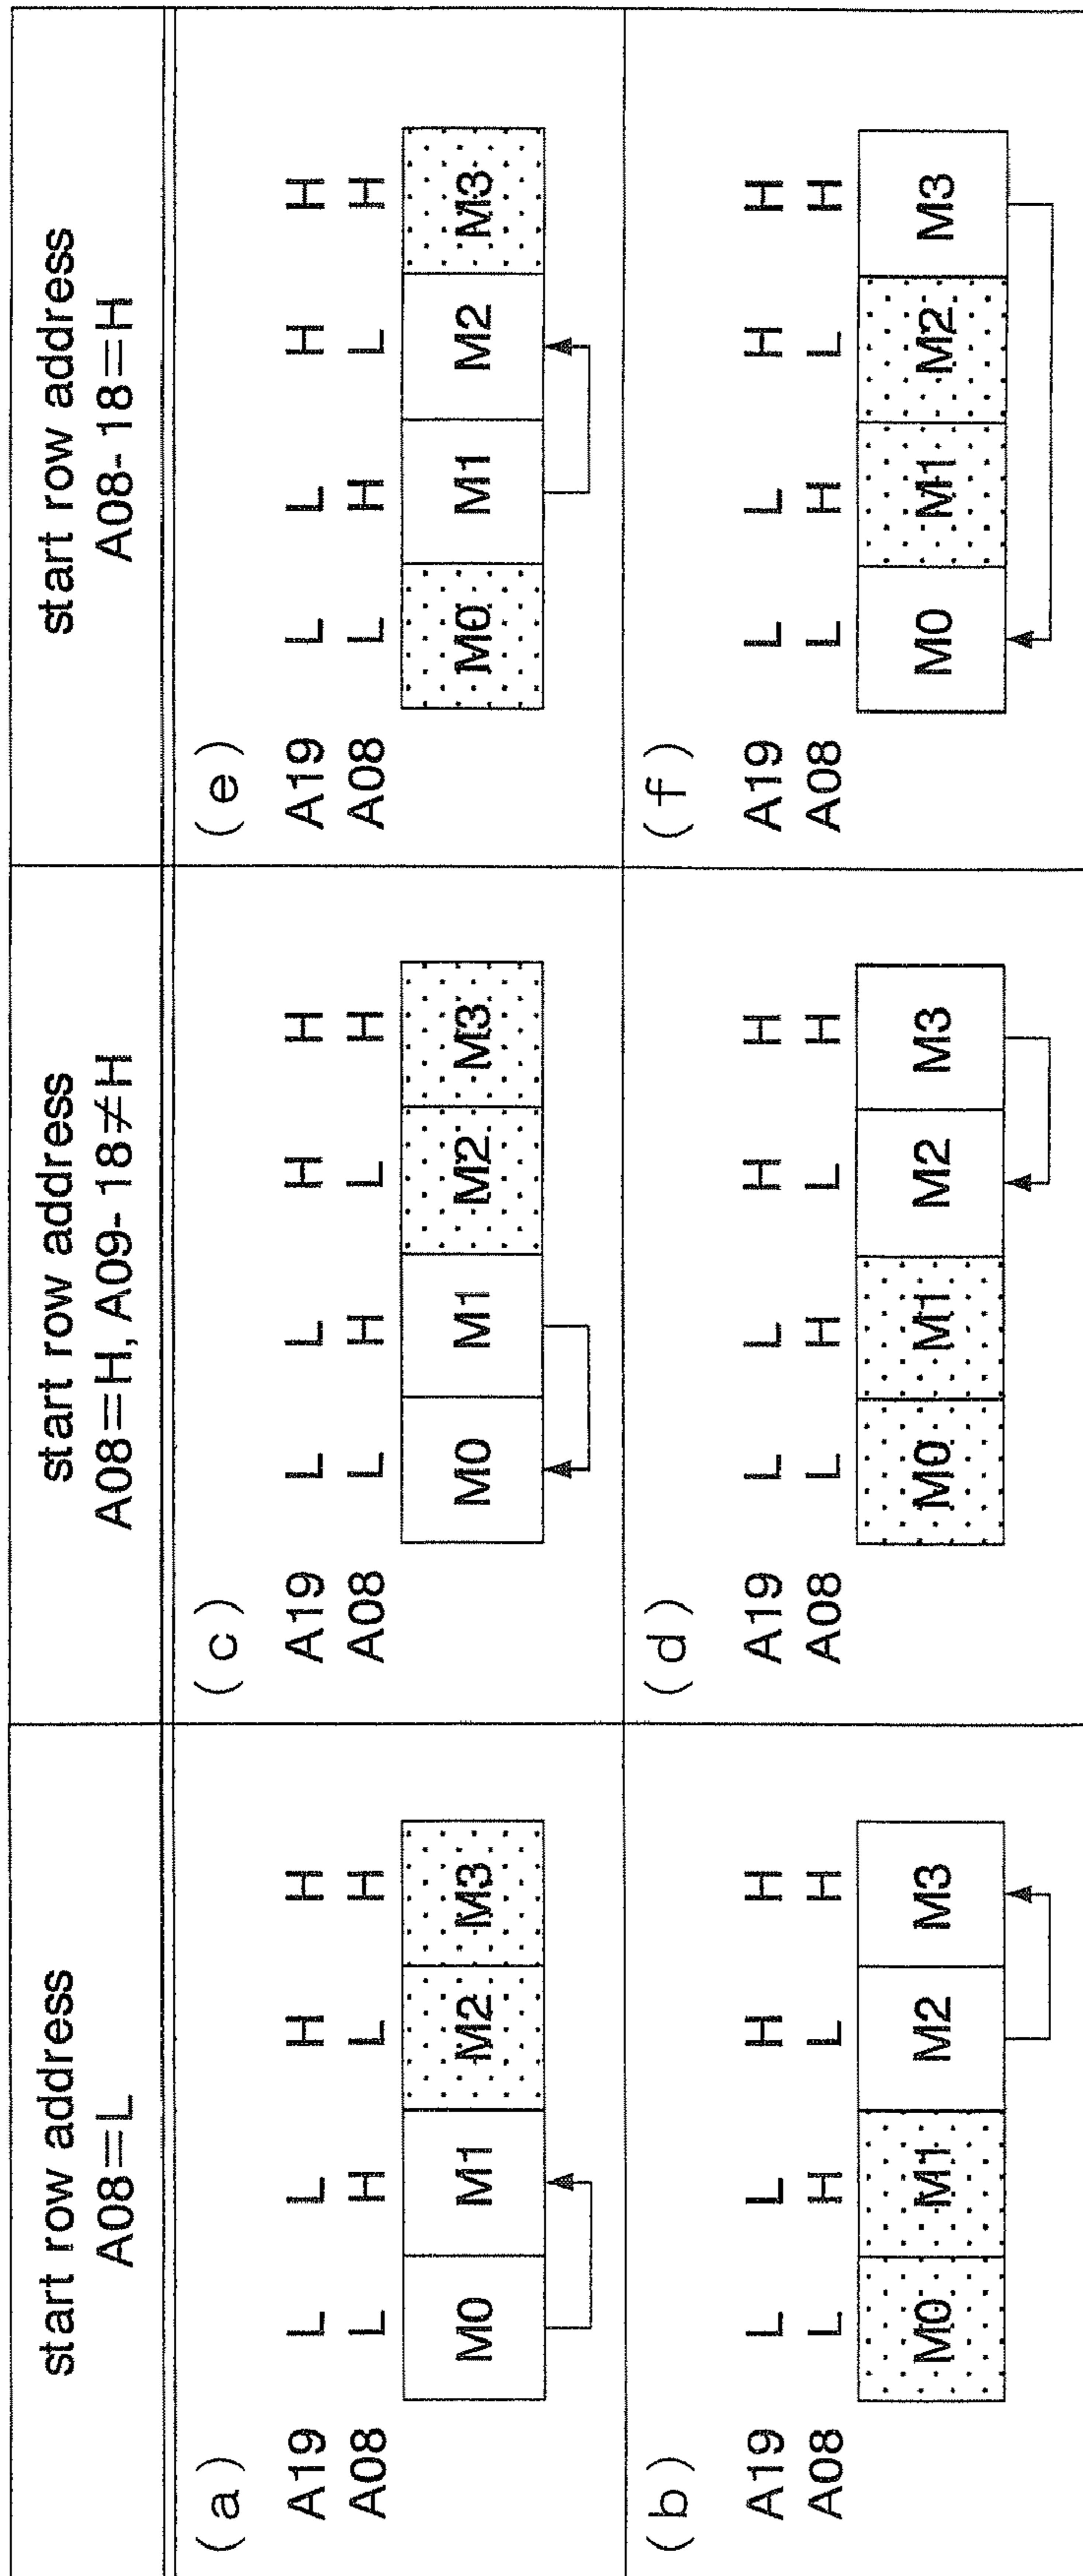 start row address
A08=L
start row address
A08=H, A09-18≠H
start row address
A08-18=H
(a)
A19 L L H H
A08 L H L H
M0 M1 M2 M3
(c)
A19 L L H H
A08 L H L H
M0 M1 M2 M3
(e)
A19 L L H H
A08 L H L H
M0 M1 M2 M3
(b)
A19 L L H H
A08 L H L H
M0 M1 M2 M3
(d)
A19 L L H H
A08 L H L H
M0 M1 M2 M3
(f)
A19 L L H H
A08 L H L H
M0 M1 M2 M3